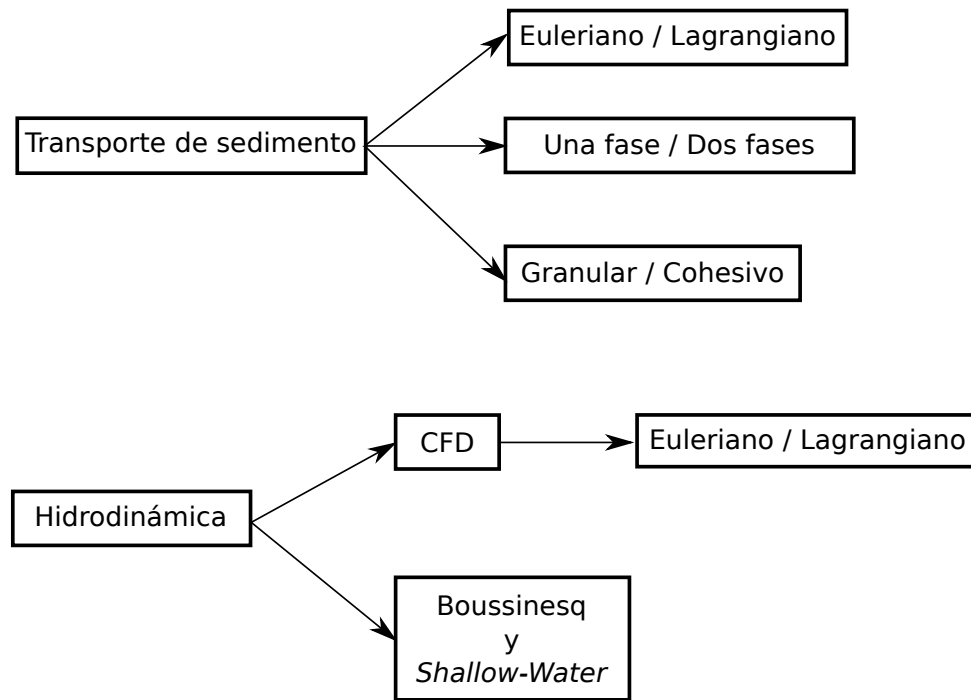 Euleriano / Lagrangiano
Transporte de sedimento
Una fase / Dos fases
Granular / Cohesivo
CFD
Euleriano / Lagrangiano
Hidrodinámica
Boussinesq
y
Shallow-Water